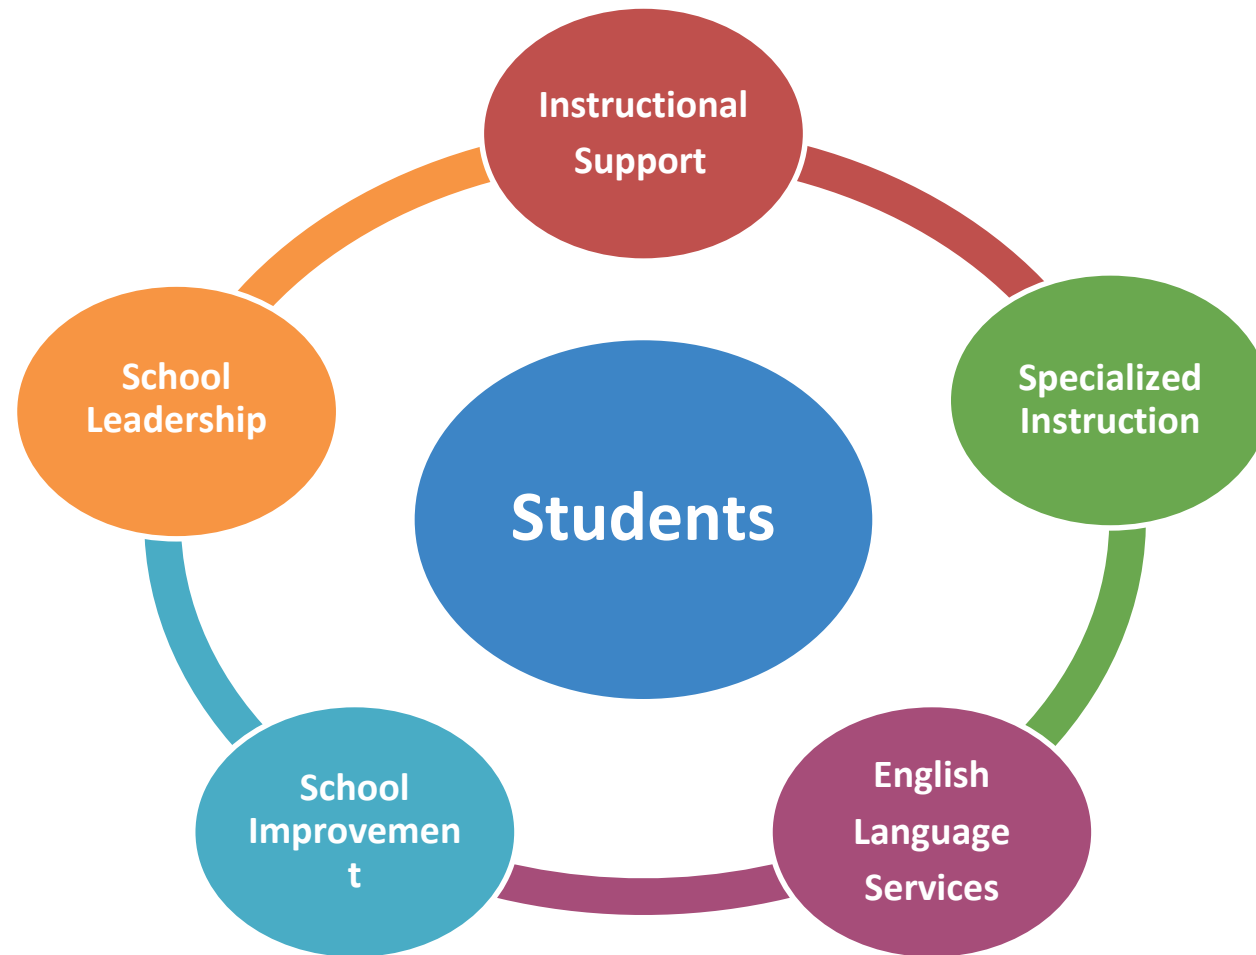 Instructional
Support
School
Leadership
Specialized
Instruction
Students
School
Improvemen
t
English
Language
Services